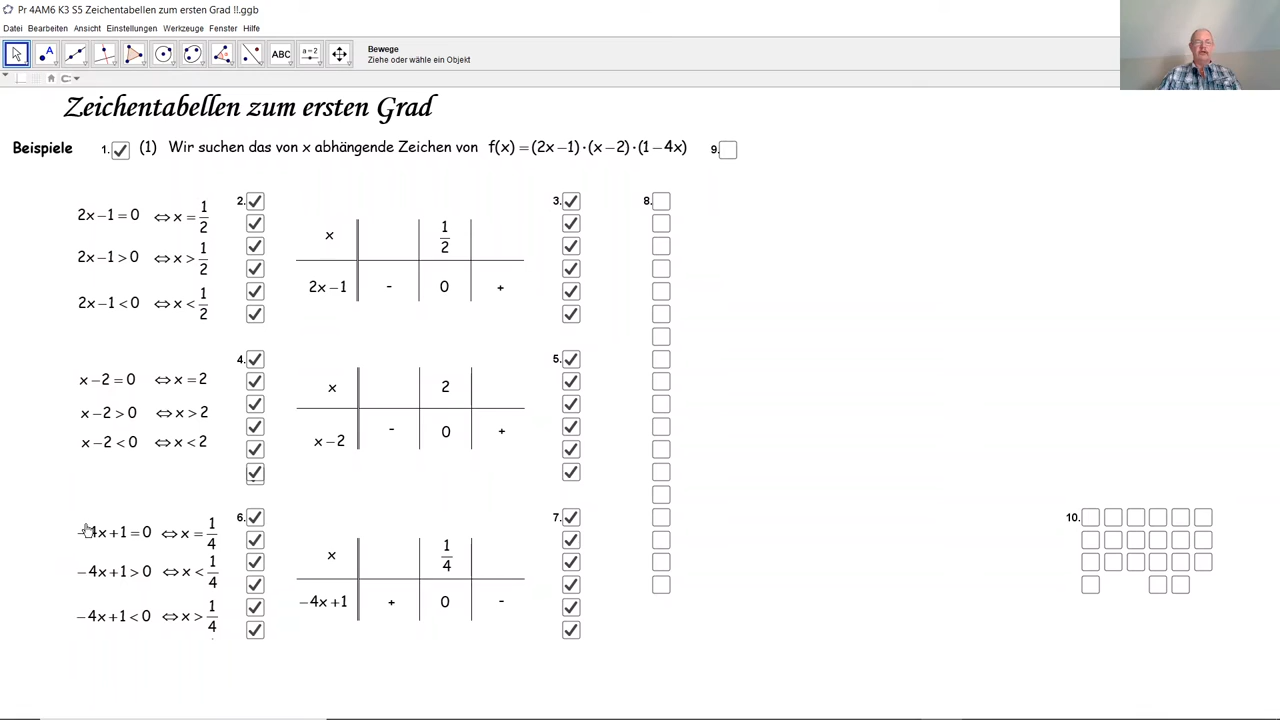 Pr 4AM6 K3 S5 Zeichentabellen zum ersten Grad !!.ggb
Datei Bearbeiten Ansicht Einstellungen Werkzeuge Fenster Hilfe
ABC a=2 Bewege
Ziehe oder wähle ein Objekt
Zeichentabellen zum ersten Grad
Beispiele 1. (1) Wir suchen das von x abhängende Zeichen von f(x) = (2x−1)·(x−2)·(1−4x) 9.
2. 3. 8.
2x−1 = 0 ⇔ x = 1/2
x 1/2
2x−1 > 0 ⇔ x > 1/2
2x−1 - 0 +
2x−1 < 0 ⇔ x < 1/2
4. 5.
x−2 = 0 ⇔ x = 2
x 2
x−2 > 0 ⇔ x > 2
x−2 - 0 +
x−2 < 0 ⇔ x < 2
6. 7. 10.
−4x+1 = 0 ⇔ x = 1/4
x 1/4
−4x+1 > 0 ⇔ x < 1/4
−4x+1 + 0 -
−4x+1 < 0 ⇔ x > 1/4